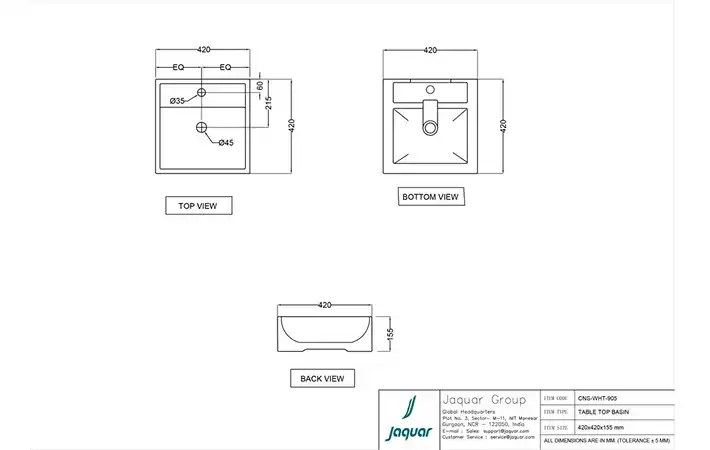 420
EQ EQ
60
Ø35
215
420
Ø45
TOP VIEW
420
420
BOTTOM VIEW
420
155
BACK VIEW
Jaquar
Jaquar Group
Global Headquarters
Plot No. 3, Sector- M-11, IMT Manesar
Gurgaon, NCR - 122050, India
E-mail : Sales: support@jaquar.com
Customer Service : service@jaquar.com
ITEM CODE CNS-WHT-905
ITEM TYPE TABLE TOP BASIN
ITEM SIZE 420x420x155 mm
ALL DIMENSIONS ARE IN MM. (TOLERANCE ± 5 MM)